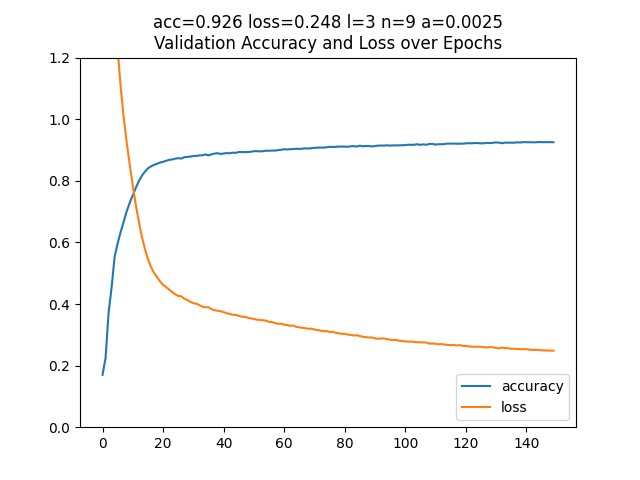 acc=0.926 loss=0.248 l=3 n=9 a=0.0025
Validation Accuracy and Loss over Epochs
1.2
1.0
0.8
0.6
0.4
0.2
0.0
accuracy
loss
0 20 40 60 80 100 120 140